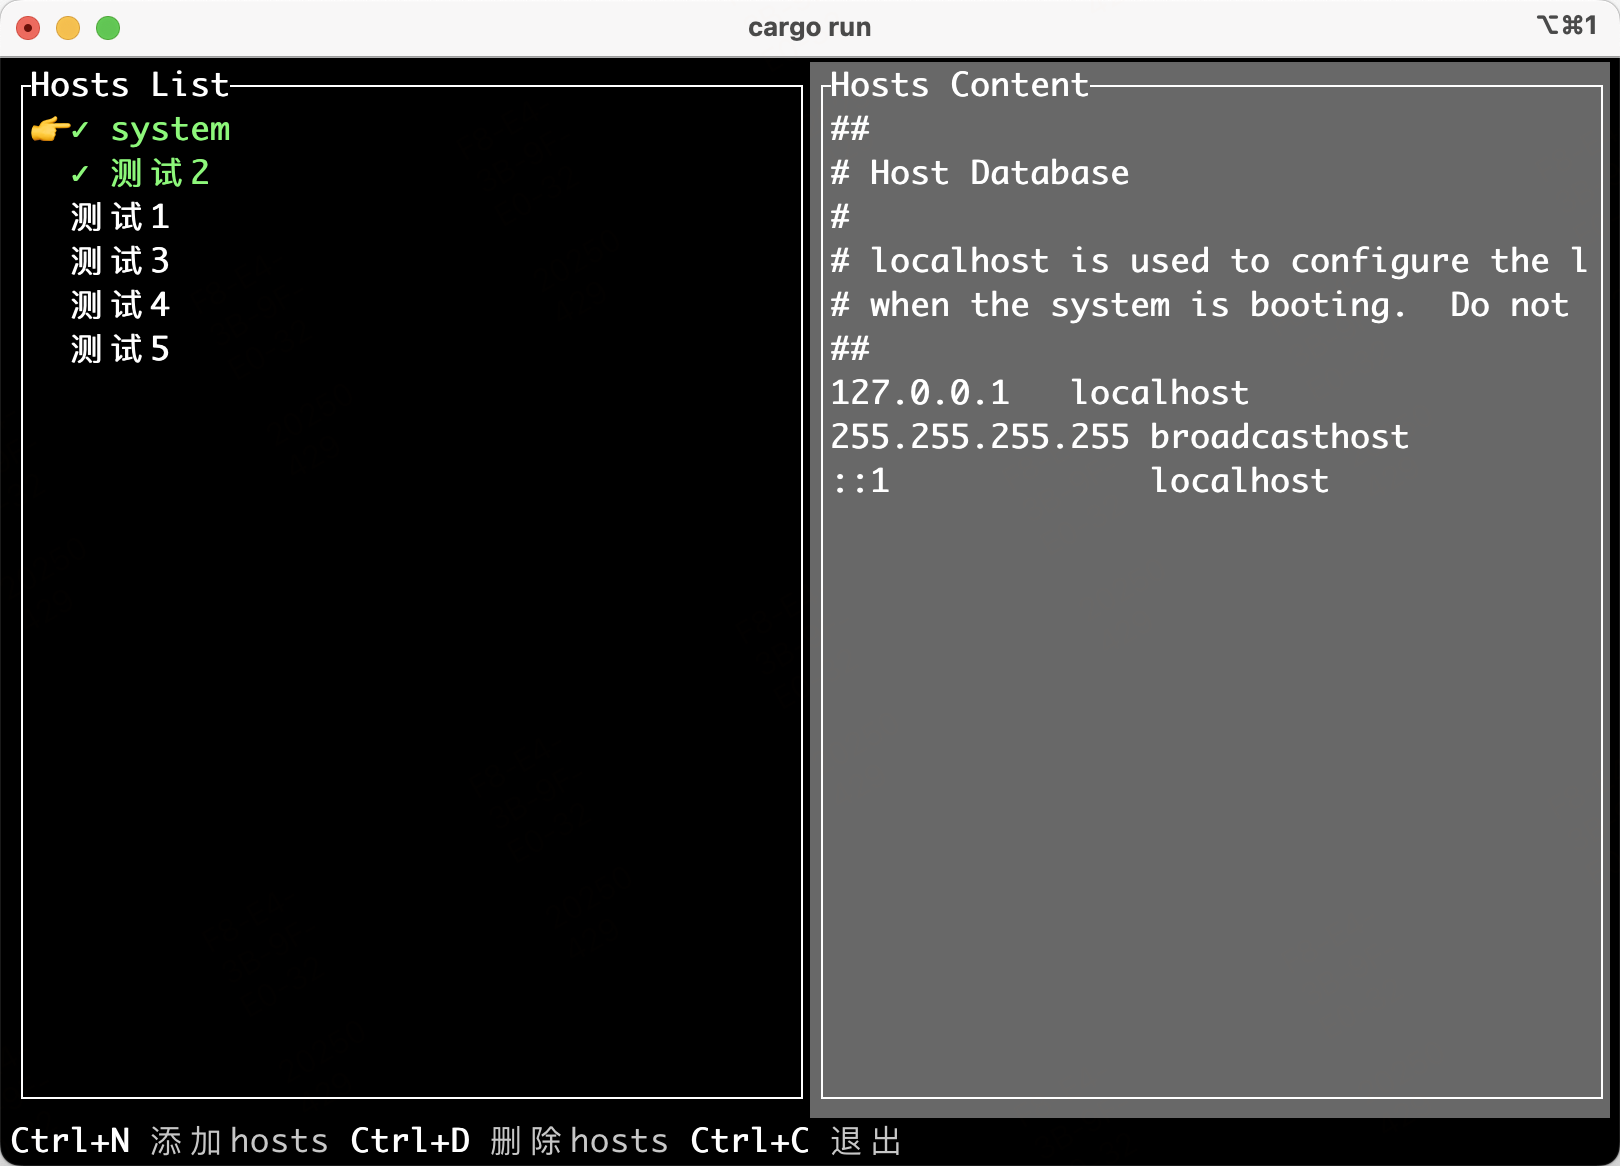 cargo run
⌥⌘1
Hosts List
👉✓ system
✓ 测试2
测试1
测试3
测试4
测试5
Hosts Content
##
# Host Database
#
# localhost is used to configure the l
# when the system is booting.  Do not
##
127.0.0.1   localhost
255.255.255.255 broadcasthost
::1             localhost
Ctrl+N 添加hosts Ctrl+D 删除hosts Ctrl+C 退出